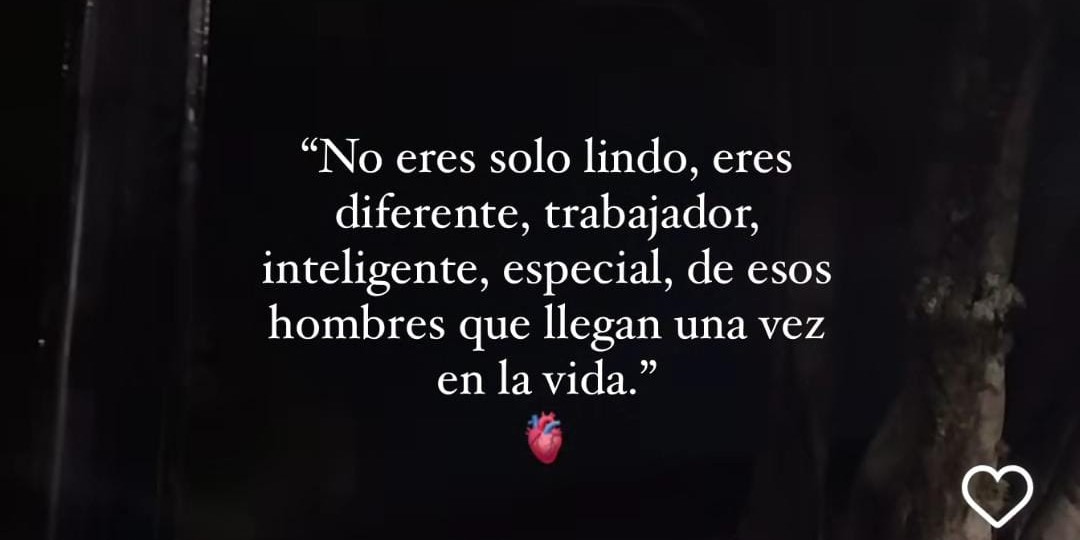 “No eres solo lindo, eres
diferente, trabajador,
inteligente, especial, de esos
hombres que llegan una vez
en la vida.”
🫀